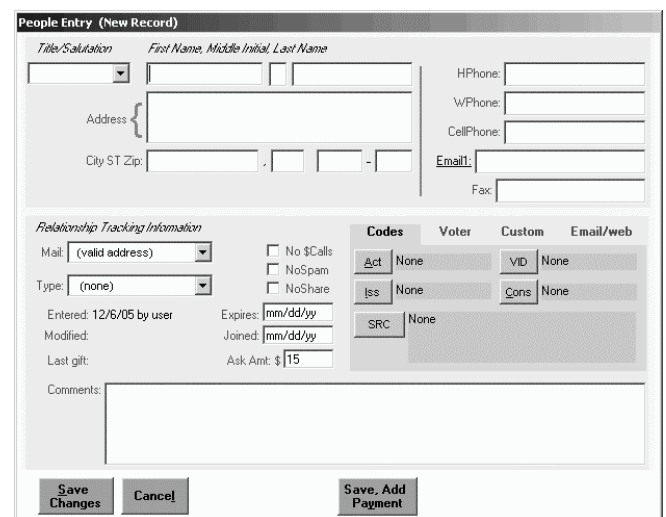 People Entry (New Record)
Title/Salutation First Name, Middle Initial, Last Name
HPhone:
WPhone:
Address {
CellPhone:
City ST Zip: , -
Email1:
Fax:
Relationship Tracking Information
Codes Voter Custom Email/web
Mail: (valid address)
No $Calls
NoSpam
NoShare
Type: (none)
Act None VID None
Iss None Cons None
SRC None
Entered: 12/6/05 by user Expires: mm/dd/yy
Modified: Joined: mm/dd/yy
Last gift: Ask Amt: $ 15
Comments:
Save Changes
Cancel
Save, Add Payment